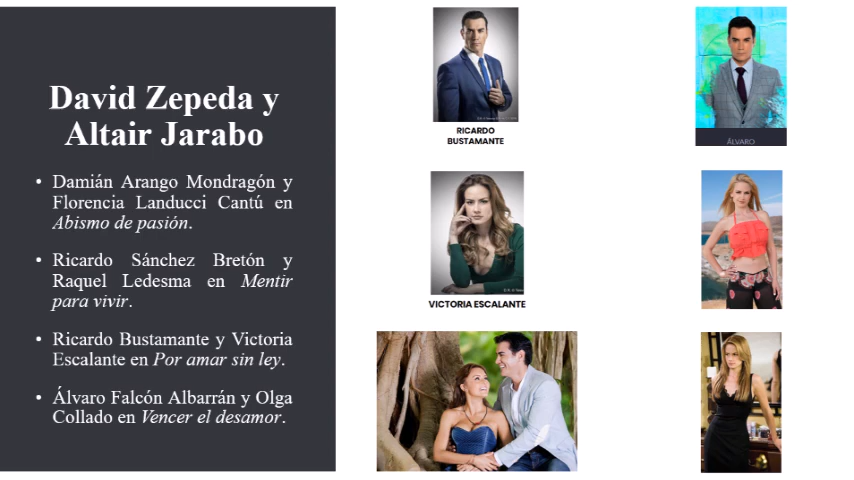 David Zepeda y
Altair Jarabo
• Damián Arango Mondragón y
Florencia Landucci Cantú en
Abismo de pasión.
• Ricardo Sánchez Bretón y
Raquel Ledesma en Mentir
para vivir.
• Ricardo Bustamante y Victoria
Escalante en Por amar sin ley.
• Álvaro Falcón Albarrán y Olga
Collado en Vencer el desamor.
RICARDO
BUSTAMANTE
ÁLVARO
VICTORIA ESCALANTE